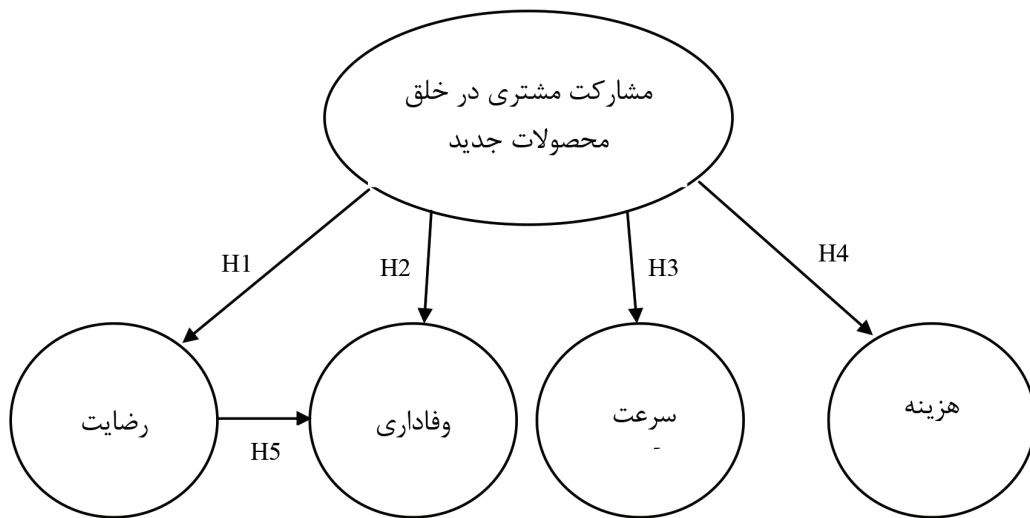 مشارکت مشتری در خلق
محصولات جدید
H1
H2
H3
H4
رضایت
H5
وفاداری
سرعت
هزینه